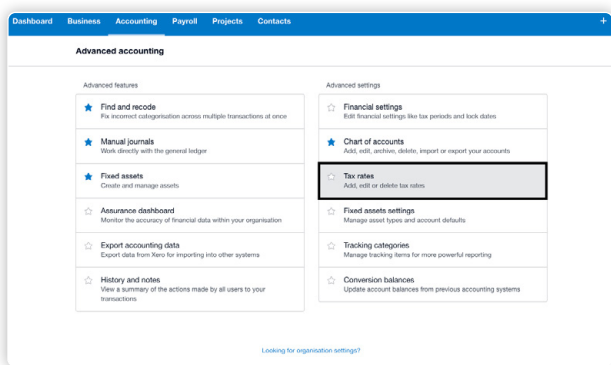 Dashboard Business Accounting Payroll Projects Contacts +
Advanced accounting
Advanced features
Find and recode
Fix incorrect categorisation across multiple transactions at once
Manual journals
Work directly with the general ledger
Fixed assets
Create and manage assets
Assurance dashboard
Monitor the accuracy of financial data within your organisation
Export accounting data
Export data from Xero for importing into other systems
History and notes
View a summary of the actions made by all users to your
transactions
Advanced settings
Financial settings
Edit financial settings like tax periods and lock dates
Chart of accounts
Add, edit, archive, delete, import or export your accounts
Tax rates
Add, edit or delete tax rates
Fixed assets settings
Manage asset types and account defaults
Tracking categories
Manage tracking items for more powerful reporting
Conversion balances
Update account balances from previous accounting systems
Looking for organisation settings?